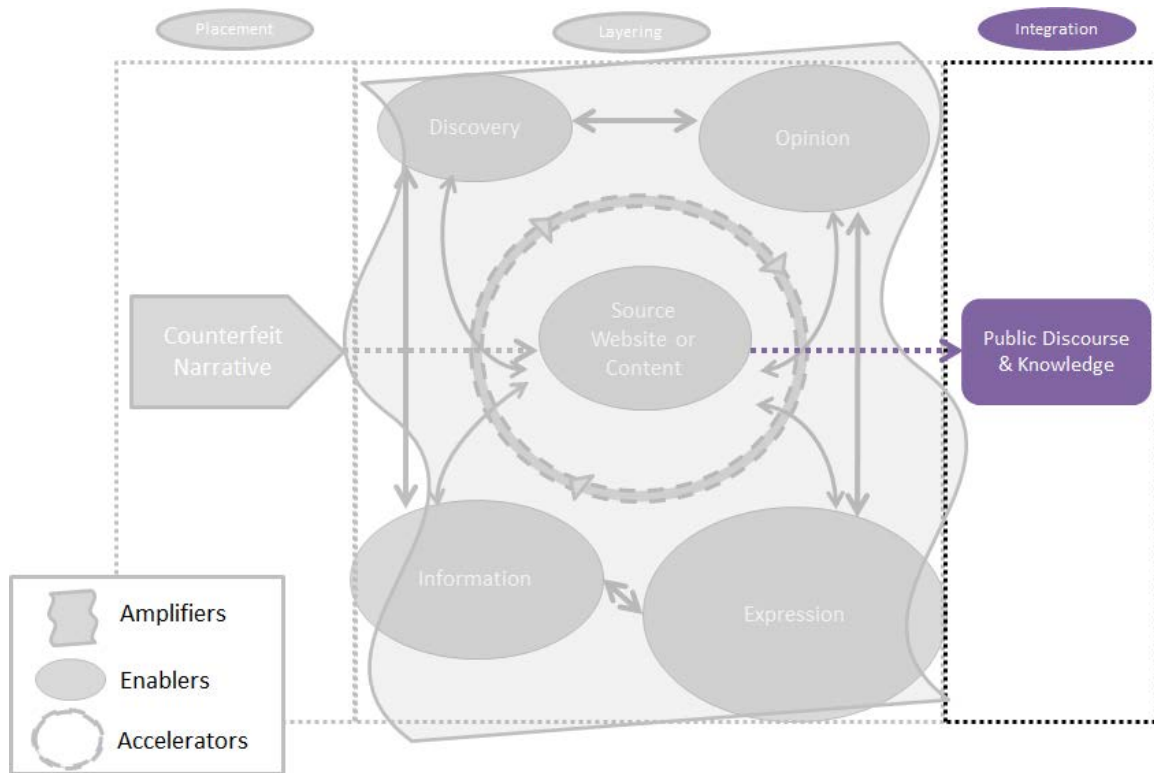 Placement
Layering
Integration
Discovery
Opinion
Source
Website or
Content
Counterfeit
Narrative
Public Discourse
& Knowledge
Information
Expression
Amplifiers
Enablers
Accelerators